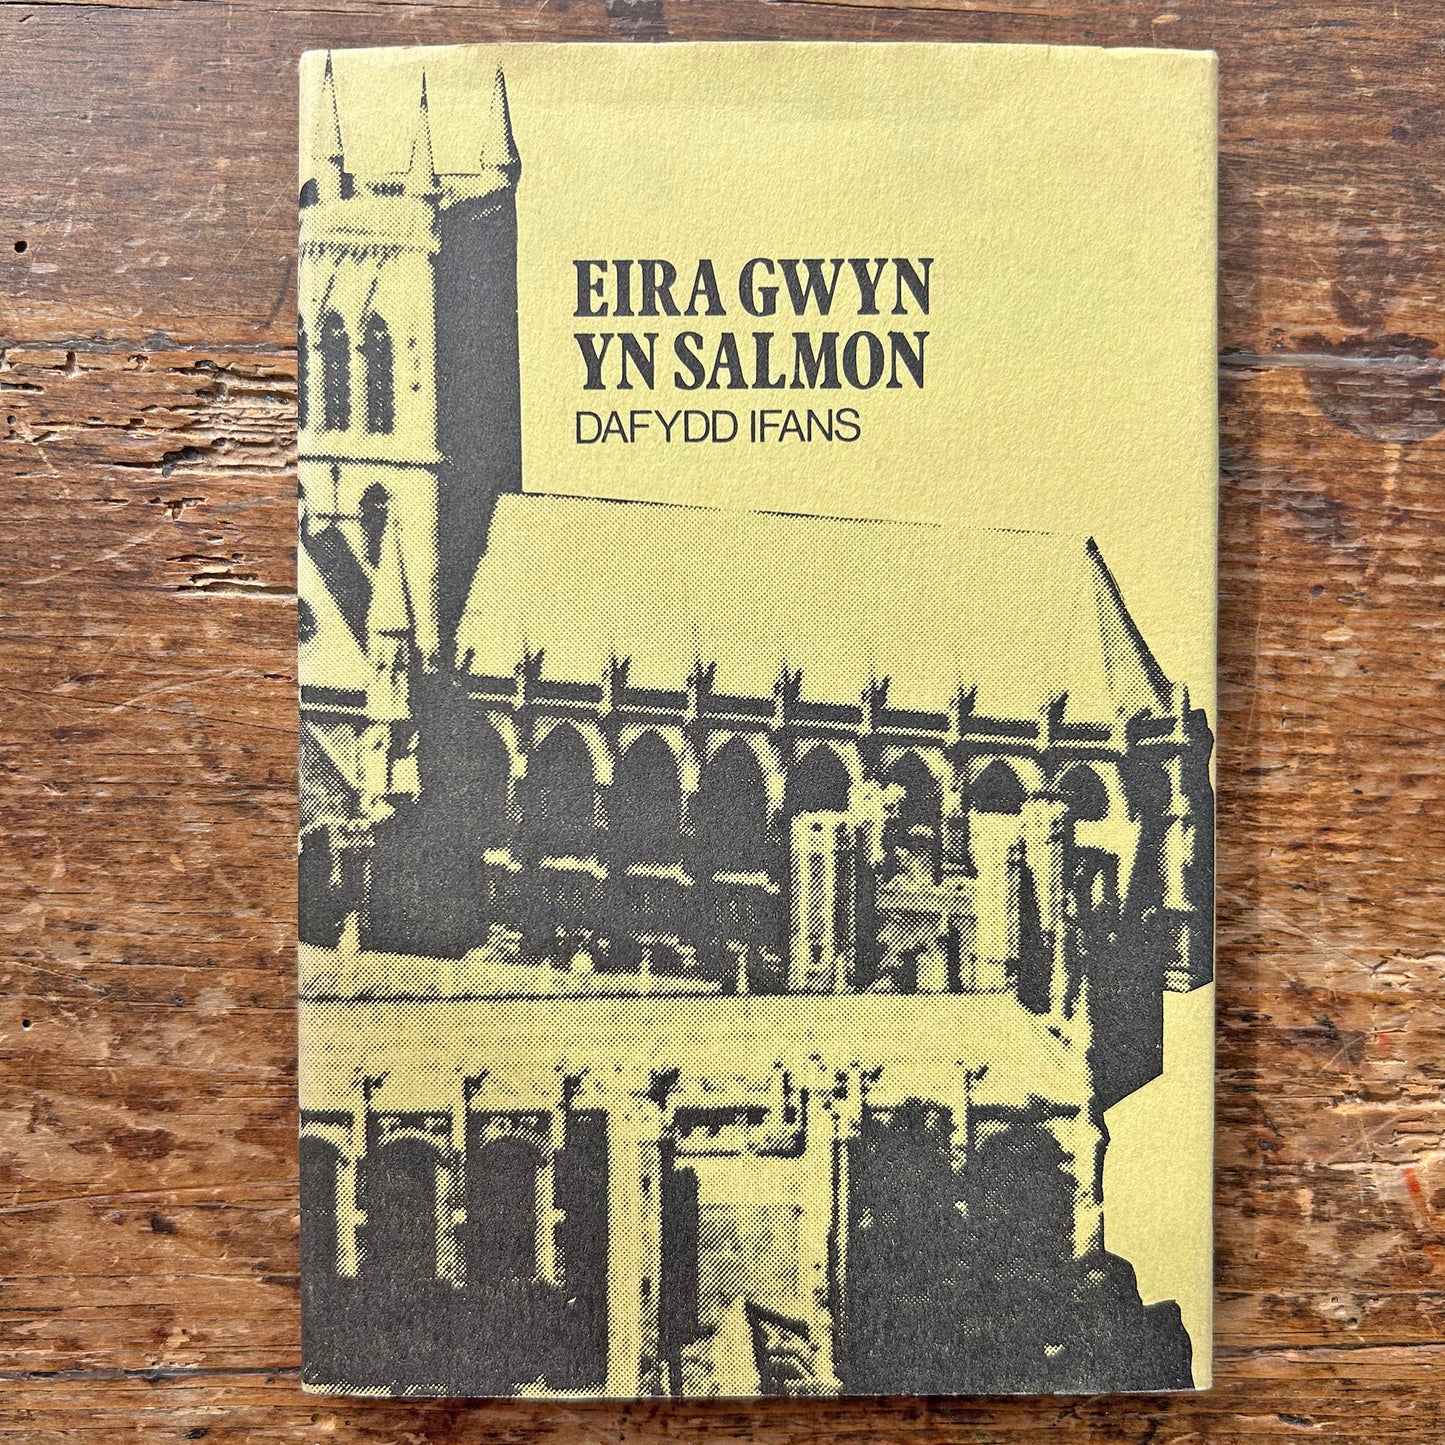 EIRA GWYN
YN SALMON
DAFYDD IFANS